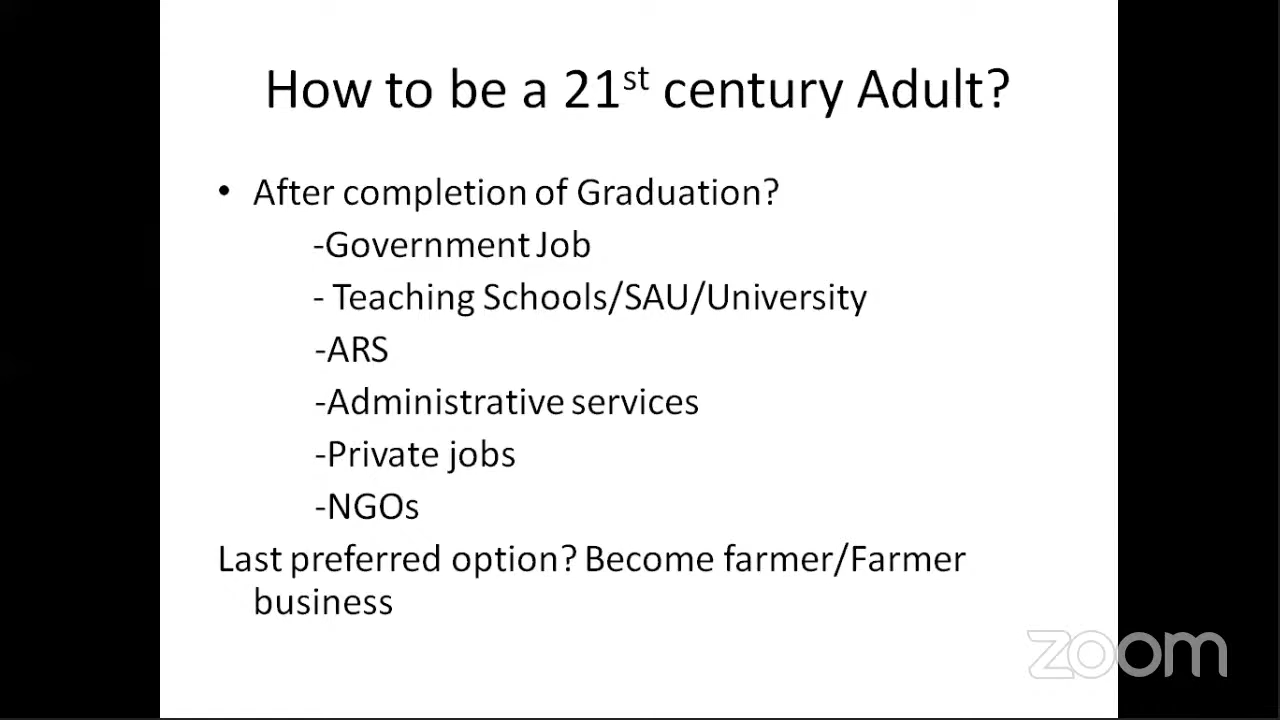 How to be a 21st century Adult?
• After completion of Graduation?
-Government Job
- Teaching Schools/SAU/University
-ARS
-Administrative services
-Private jobs
-NGOs
Last preferred option? Become farmer/Farmer
business
zoom